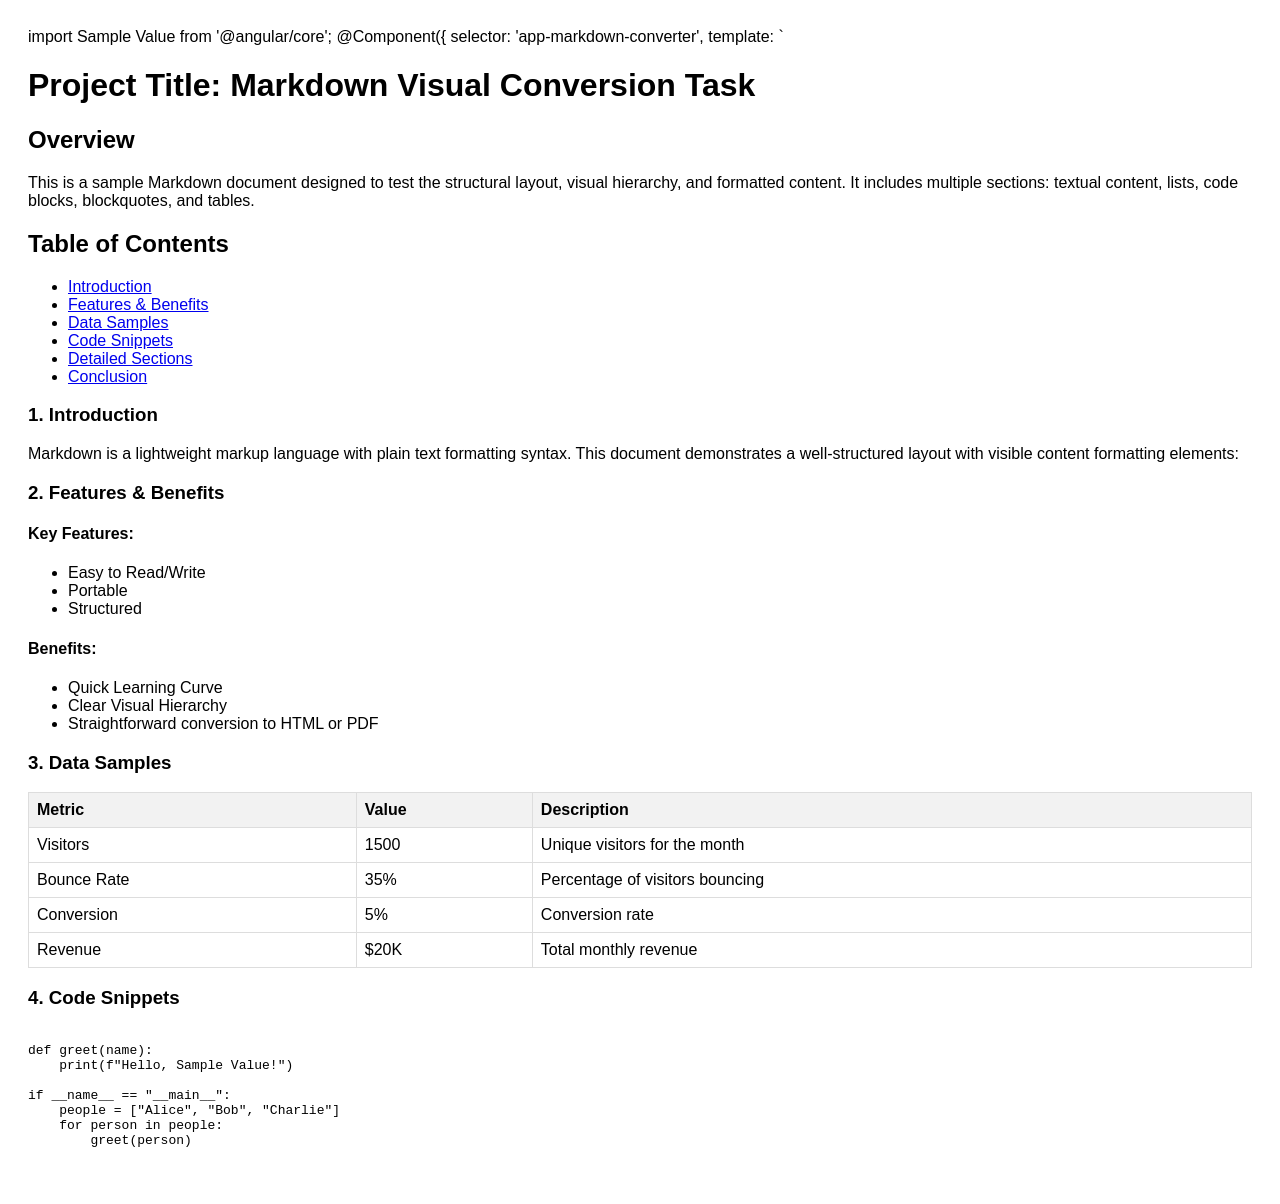 import Sample Value from '@angular/core'; @Component({ selector: 'app-markdown-converter', template: `
Project Title: Markdown Visual Conversion Task
Overview
This is a sample Markdown document designed to test the structural layout, visual hierarchy, and formatted content. It includes multiple sections: textual content, lists, code
blocks, blockquotes, and tables.
Table of Contents
• Introduction
• Features & Benefits
• Data Samples
• Code Snippets
• Detailed Sections
• Conclusion
1. Introduction
Markdown is a lightweight markup language with plain text formatting syntax. This document demonstrates a well-structured layout with visible content formatting elements:
2. Features & Benefits
Key Features:
• Easy to Read/Write
• Portable
• Structured
Benefits:
• Quick Learning Curve
• Clear Visual Hierarchy
• Straightforward conversion to HTML or PDF
3. Data Samples
Metric Value Description
Visitors 1500 Unique visitors for the month
Bounce Rate 35% Percentage of visitors bouncing
Conversion 5% Conversion rate
Revenue $20K Total monthly revenue
4. Code Snippets
def greet(name):
    print(f"Hello, Sample Value!")
if __name__ == "__main__":
    people = ["Alice", "Bob", "Charlie"]
    for person in people:
        greet(person)